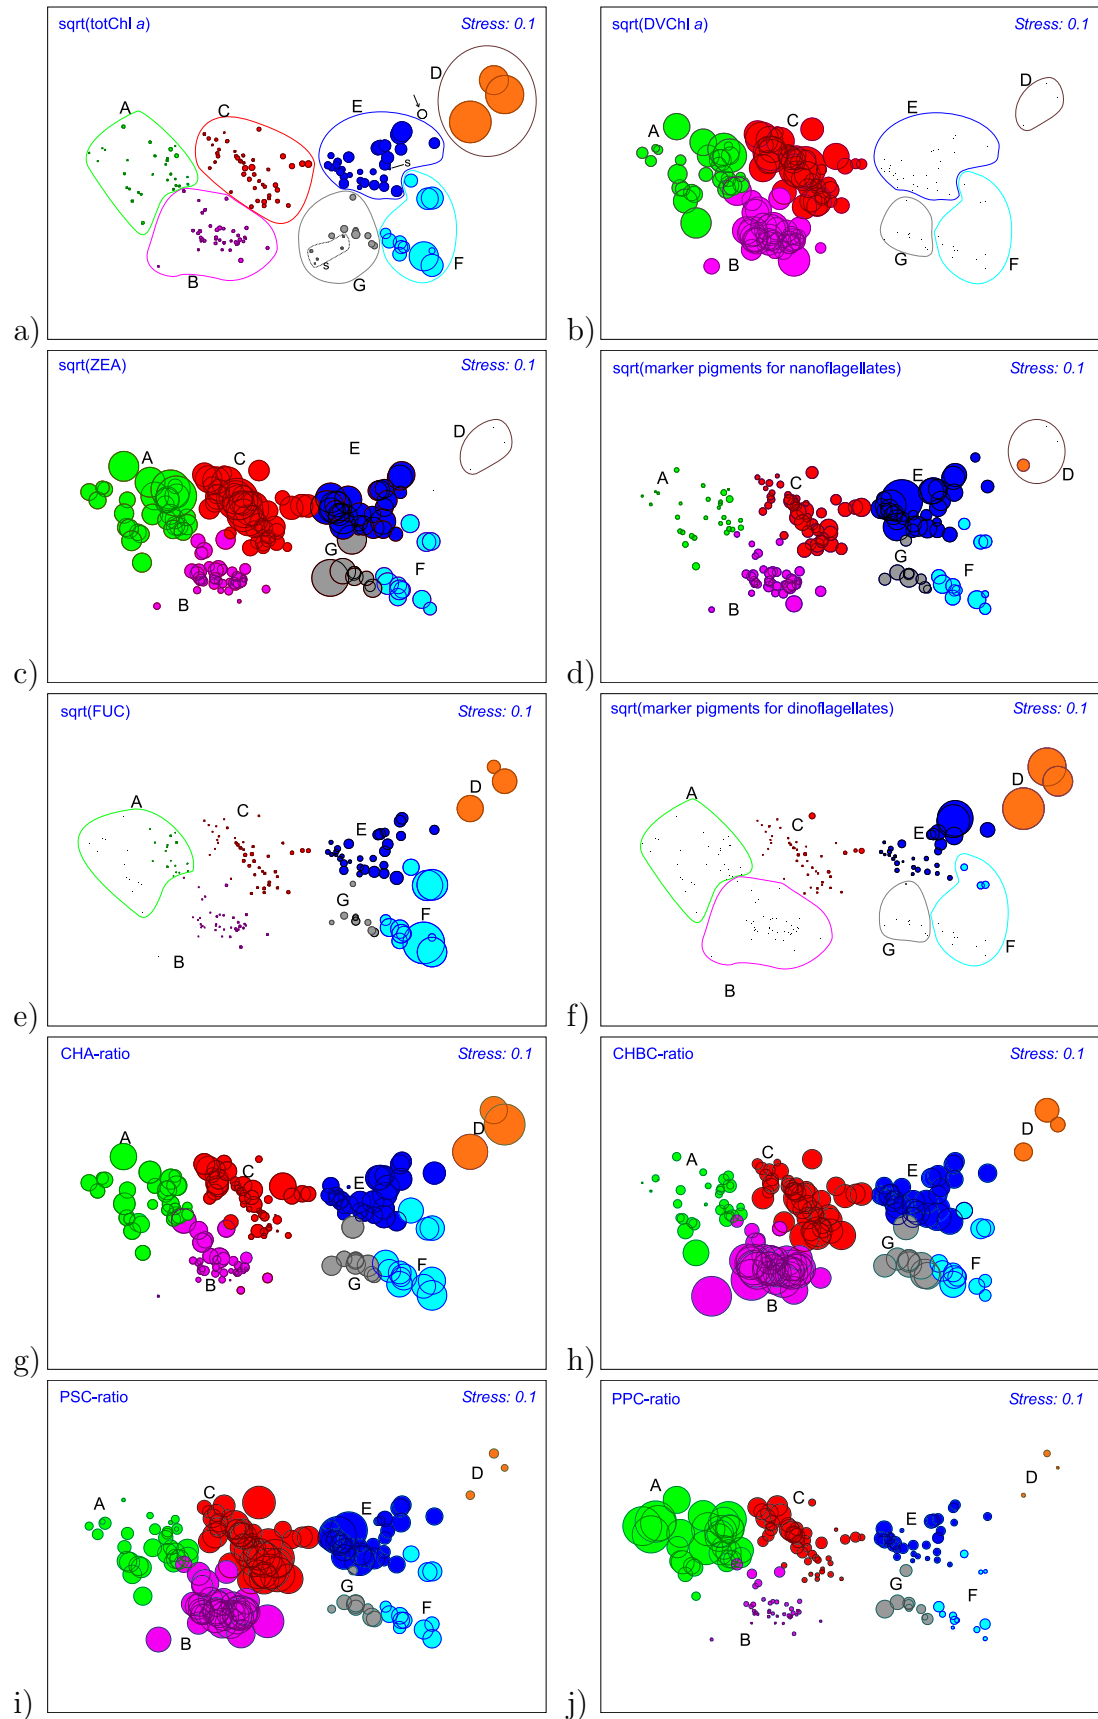 sqrt(totChl a) Stress: 0.1
A C E O D s s B G F
a)
sqrt(DVChl a) Stress: 0.1
D E C A B G F
b)
sqrt(ZEA) Stress: 0.1
D E A C G F B
c)
sqrt(marker pigments for nanoflagellates) Stress: 0.1
D E A C G F B
d)
sqrt(FUC) Stress: 0.1
D A C E G F B
e)
sqrt(marker pigments for dinoflagellates) Stress: 0.1
D A C E G F B
f)
CHA-ratio Stress: 0.1
D A C E F G B
g)
CHBC-ratio Stress: 0.1
D A C E G F B
h)
PSC-ratio Stress: 0.1
D C A E G F B
i)
PPC-ratio Stress: 0.1
D A C E G F B
j)